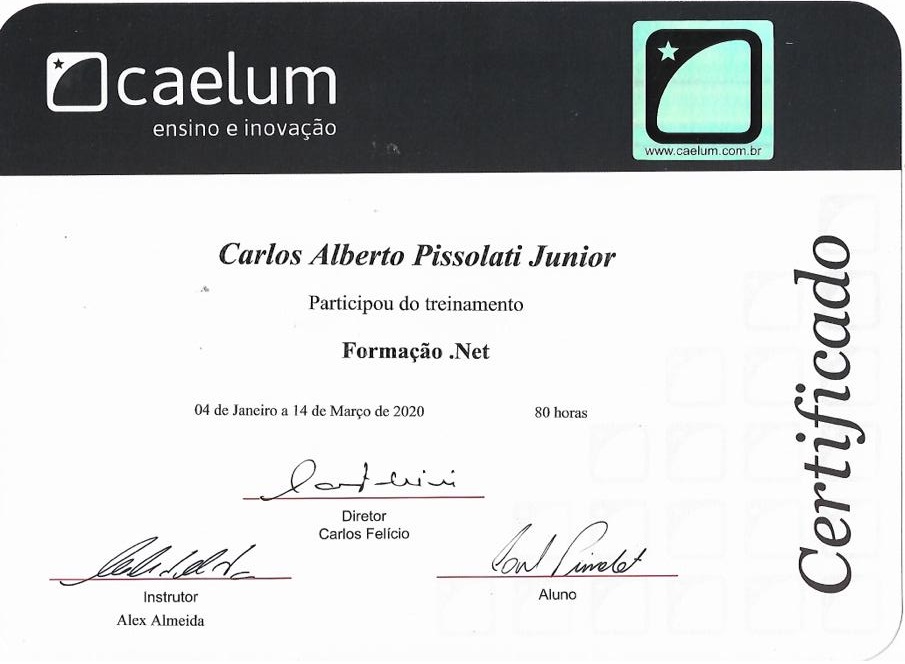 caelum
ensino e inovação
www.caelum.com.br
Carlos Alberto Pissolati Junior
Participou do treinamento
Formação .Net
04 de Janeiro a 14 de Março de 2020 80 horas
Diretor
Carlos Felício
Instrutor
Alex Almeida
Aluno
Certificado